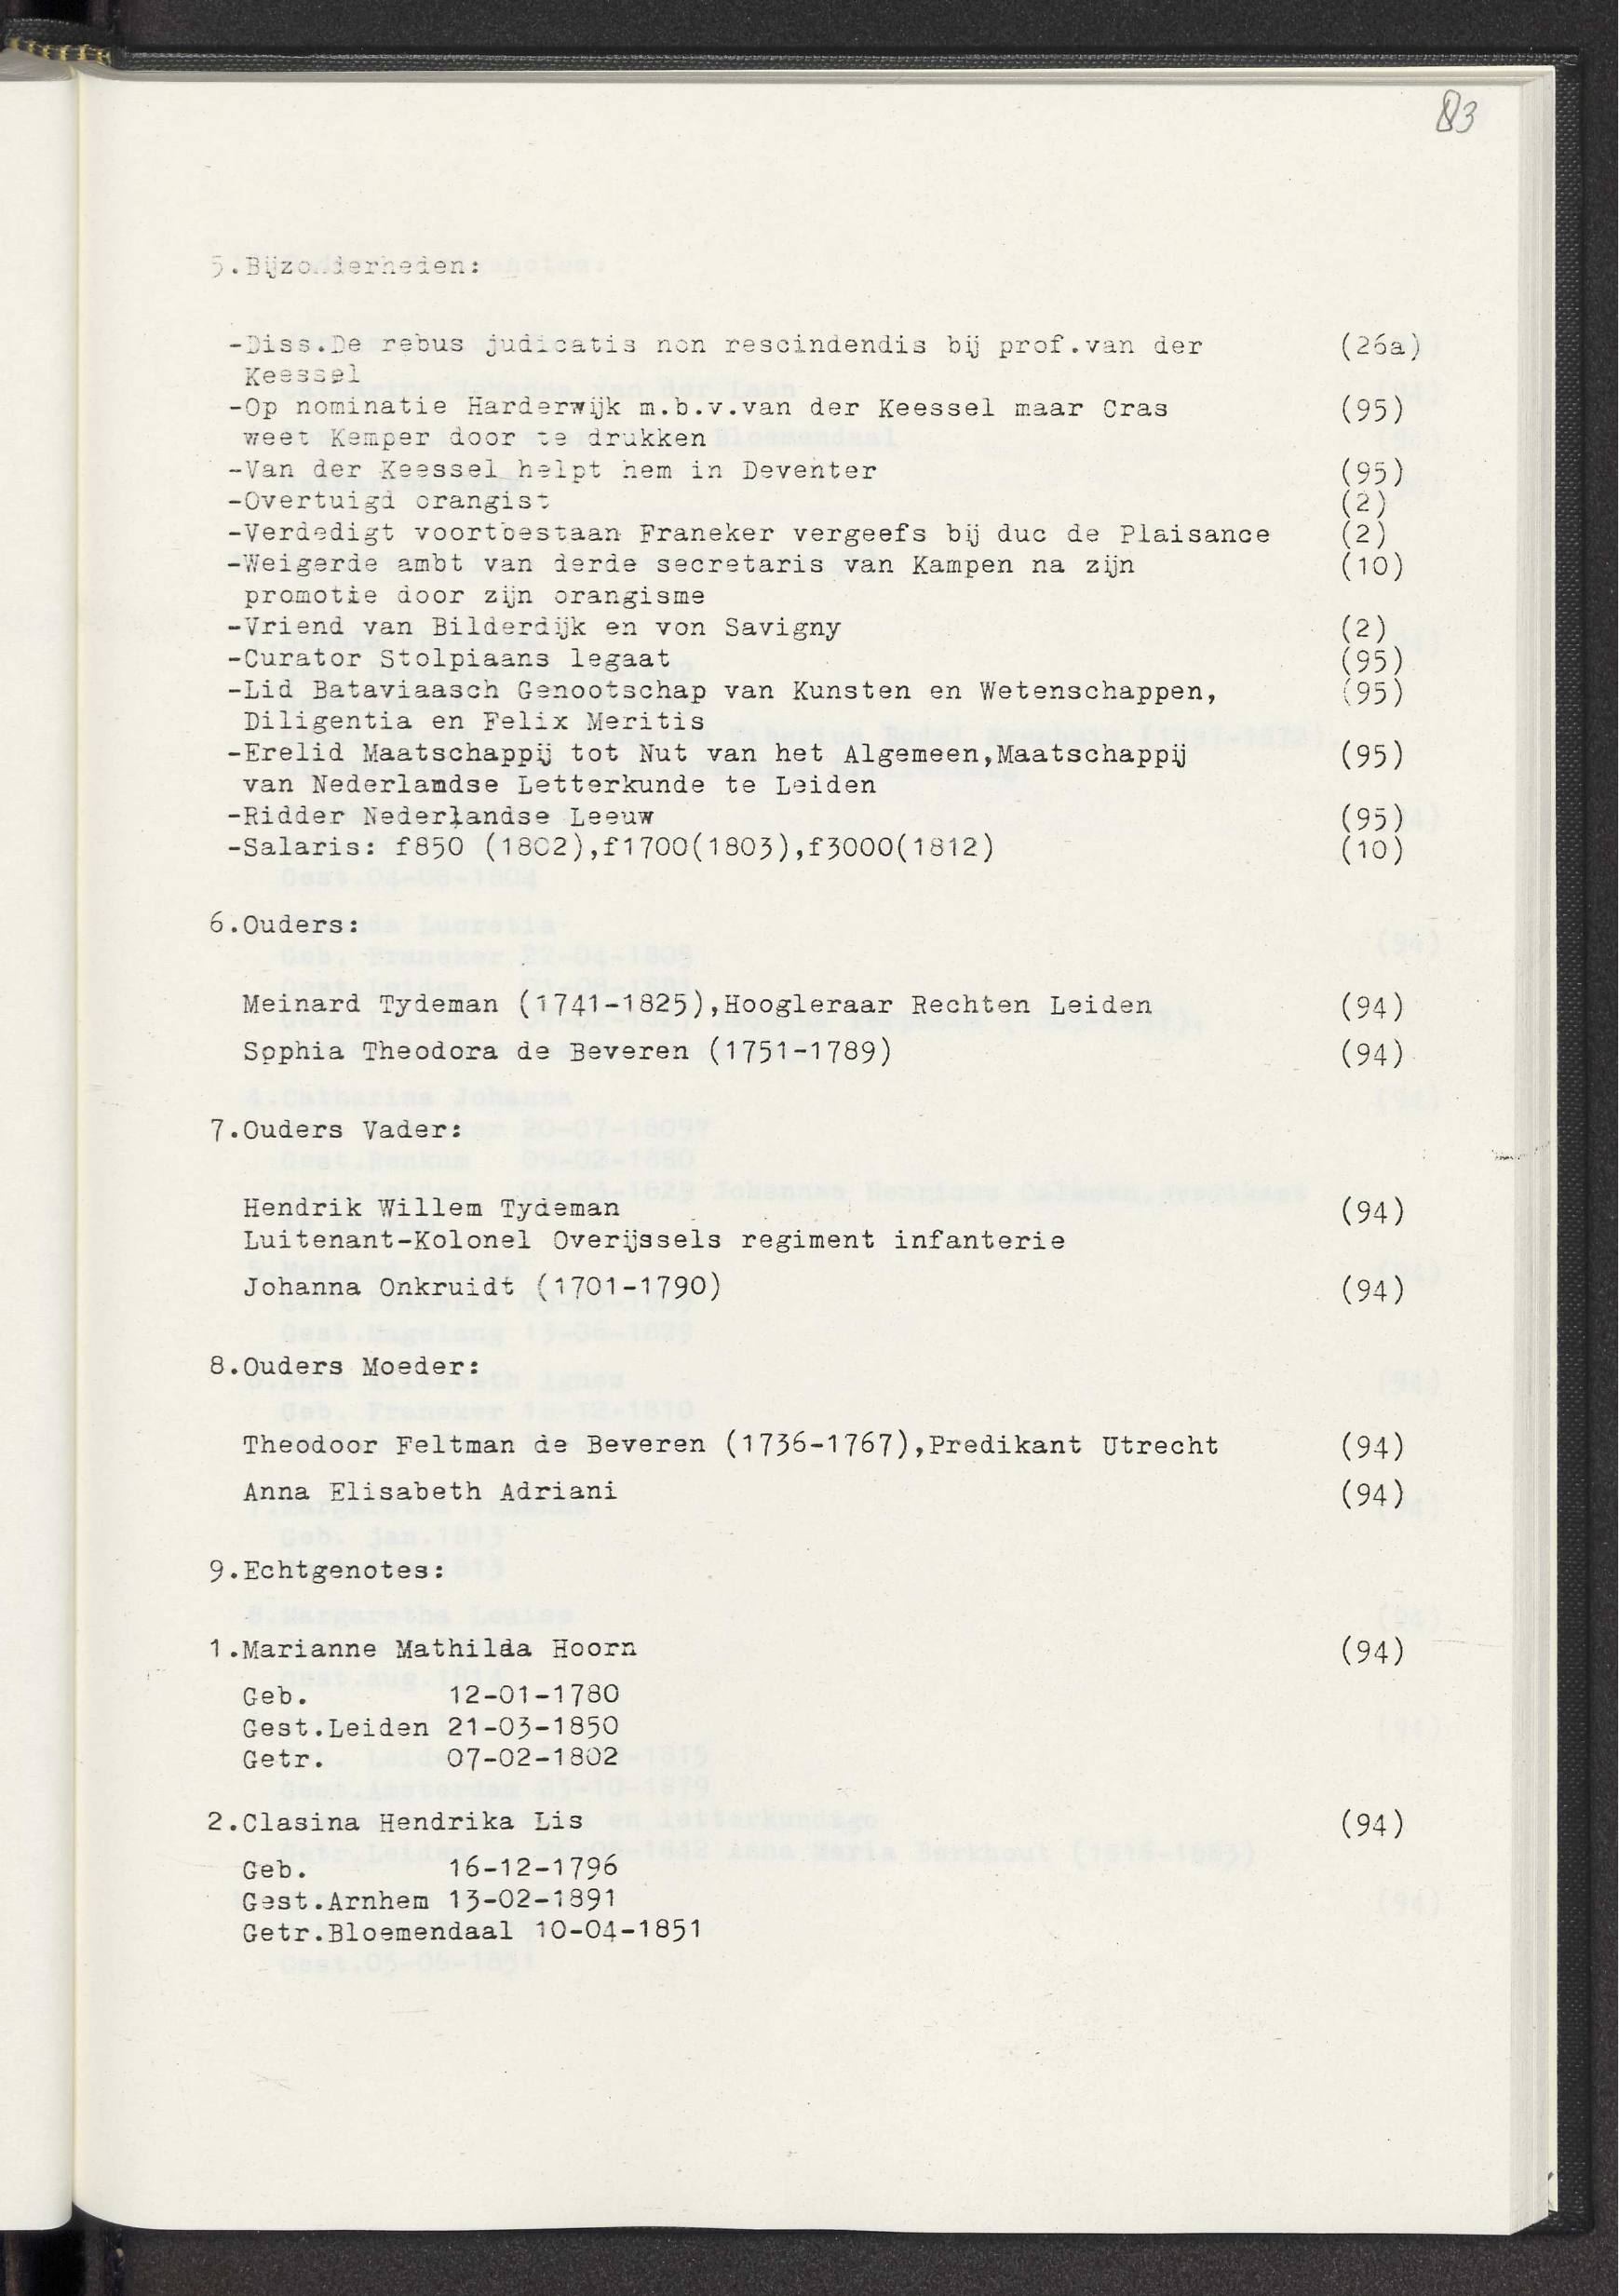 83
5.Bijzonderheden:
-Diss.De rebus judicatis non rescindendis bij prof.van der (26a)
Keessel
-Op nominatie Harderwijk m.b.v.van der Keessel maar Cras (95)
weet Kemper door te drukken
-Van der Keessel helpt hem in Deventer (95)
-Overtuigd orangist (2)
-Verdedigt voortbestaan Franeker vergeefs bij duc de Plaisance (2)
-Weigerde ambt van derde secretaris van Kampen na zijn (10)
promotie door zijn orangisme
-Vriend van Bilderdijk en von Savigny (2)
-Curator Stolpiaans legaat (95)
-Lid Bataviaasch Genootschap van Kunsten en Wetenschappen, (95)
Diligentia en Felix Meritis
-Erelid Maatschappij tot Nut van het Algemeen,Maatschappij (95)
van Nederlandse Letterkunde te Leiden
-Ridder Nederlandse Leeuw (95)
-Salaris: f850 (1802),f1700(1803),f3000(1812) (10)
6.Ouders:
Meinard Tydeman (1741-1825),Hoogleraar Rechten Leiden (94)
Sophia Theodora de Beveren (1751-1789) (94)
7.Ouders Vader:
Hendrik Willem Tydeman (94)
Luitenant-Kolonel Overijssels regiment infanterie
Johanna Onkruidt (1701-1790) (94)
8.Ouders Moeder:
Theodoor Feltman de Beveren (1736-1767),Predikant Utrecht (94)
Anna Elisabeth Adriani (94)
9.Echtgenotes:
1.Marianne Mathilda Hoorn (94)
Geb. 12-01-1780
Gest.Leiden 21-03-1850
Getr. 07-02-1802
2.Clasina Hendrika Lis (94)
Geb. 16-12-1796
Gest.Arnhem 13-02-1891
Getr.Bloemendaal 10-04-1851